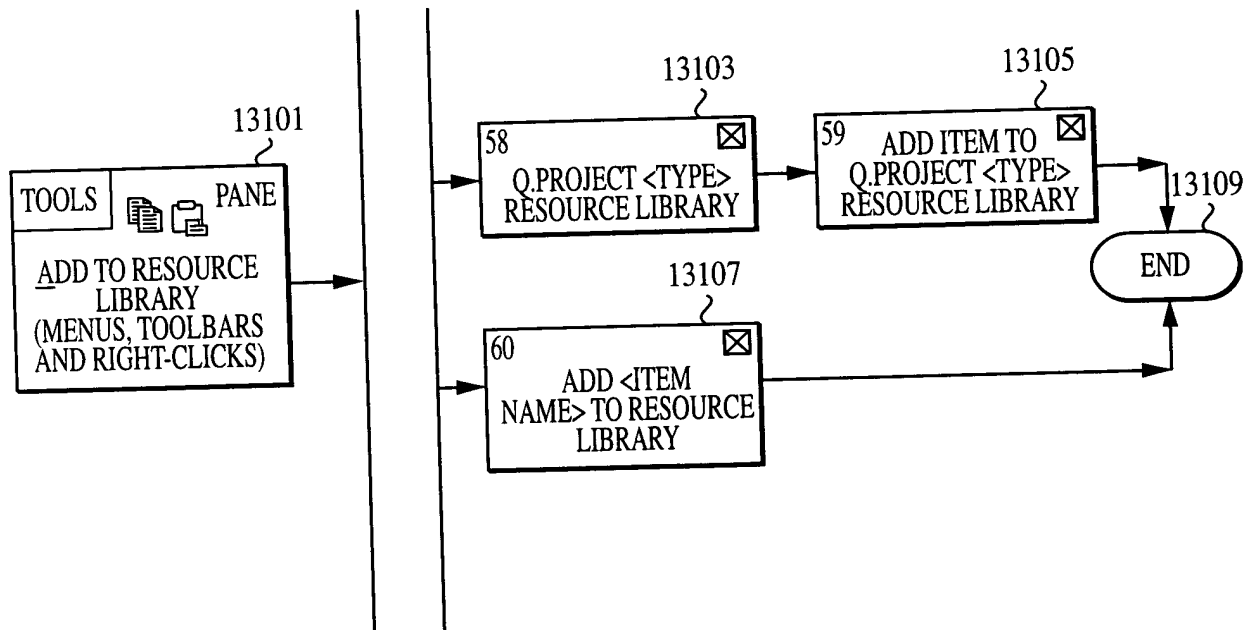 13101
TOOLS
PANE
ADD TO RESOURCE
LIBRARY
(MENUS, TOOLBARS
AND RIGHT-CLICKS)
13103
58
Q.PROJECT <TYPE>
RESOURCE LIBRARY
13105
59
ADD ITEM TO
Q.PROJECT <TYPE>
RESOURCE LIBRARY
13107
60
ADD <ITEM
NAME> TO RESOURCE
LIBRARY
13109
END